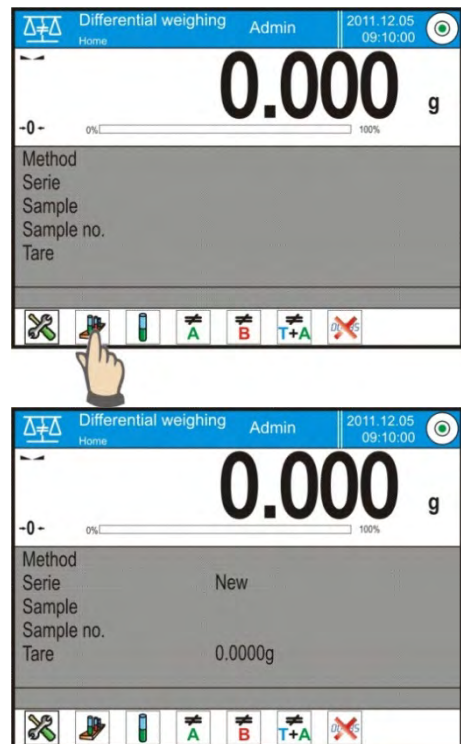 Differential weighing Admin 2011.12.05
Home 09:10:00
0.000 g
-0- 0% 100%
Method
Serie
Sample
Sample no.
Tare
A B T+A
Differential weighing Admin 2011.12.05
Home 09:10:00
0.000 g
-0- 0% 100%
Method
Serie New
Sample
Sample no.
Tare 0.0000g
A B T+A